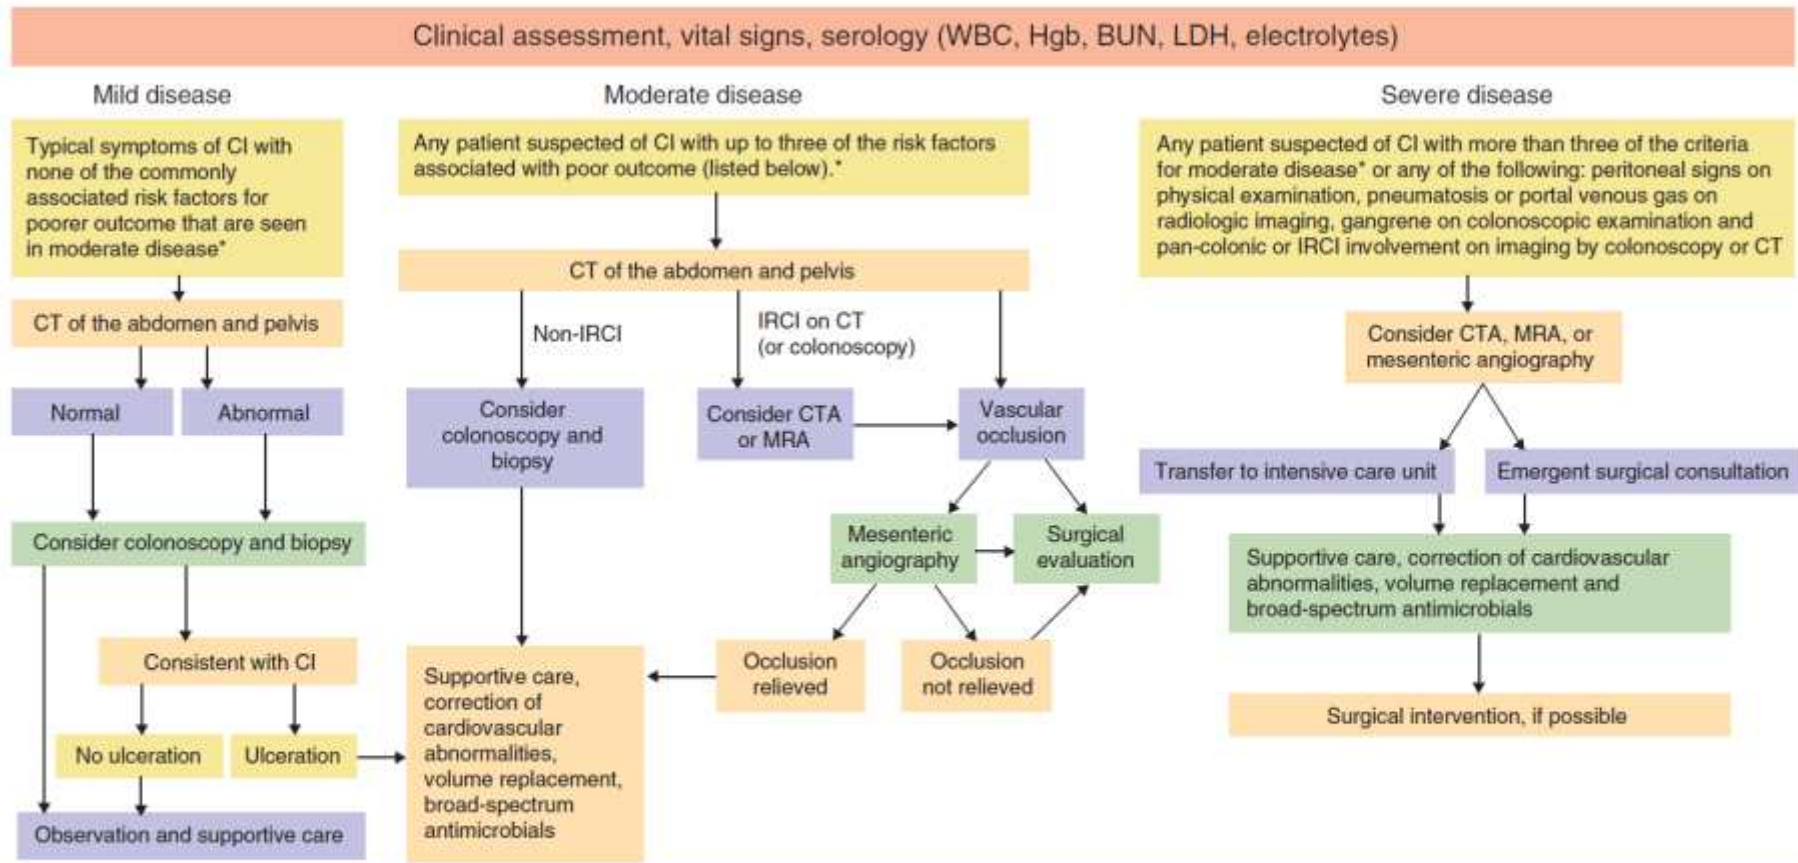 Clinical assessment, vital signs, serology (WBC, Hgb, BUN, LDH, electrolytes)
Mild disease
Typical symptoms of CI with
none of the commonly
associated risk factors for
poorer outcome that are seen
in moderate disease*
CT of the abdomen and pelvis
Normal
Abnormal
Consider colonoscopy and biopsy
Consistent with CI
No ulceration
Ulceration
Observation and supportive care
Moderate disease
Any patient suspected of CI with up to three of the risk factors
associated with poor outcome (listed below).*
CT of the abdomen and pelvis
Non-IRCI
IRCI on CT
(or colonoscopy)
Consider
colonoscopy and
biopsy
Consider CTA
or MRA
Vascular
occlusion
Mesenteric
angiography
Surgical
evaluation
Occlusion
relieved
Occlusion
not relieved
Supportive care,
correction of
cardiovascular
abnormalities,
volume replacement,
broad-spectrum
antimicrobials
Severe disease
Any patient suspected of CI with more than three of the criteria
for moderate disease* or any of the following: peritoneal signs on
physical examination, pneumatosis or portal venous gas on
radiologic imaging, gangrene on colonoscopic examination and
pan-colonic or IRCI involvement on imaging by colonoscopy or CT
Consider CTA, MRA, or
mesenteric angiography
Transfer to intensive care unit
Emergent surgical consultation
Supportive care, correction of cardiovascular
abnormalities, volume replacement and
broad-spectrum antimicrobials
Surgical intervention, if possible